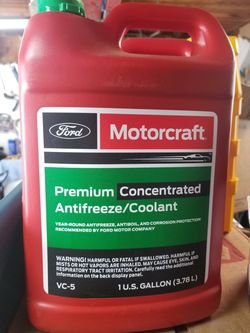 Ford Motorcraft
Premium Concentrated
Antifreeze/Coolant
YEAR-ROUND ANTIFREEZE, ANTIBOIL, AND CORROSION PROTECTION
RECOMMENDED BY FORD MOTOR COMPANY
WARNING! HARMFUL OR FATAL IF SWALLOWED. HARMFUL IF
MISTS OR HOT VAPORS ARE INHALED. MAY CAUSE EYE, SKIN, AND
RESPIRATORY TRACT IRRITATION. Carefully read the additional
information on the back display panel.
VC-5 1 U.S. GALLON (3.78 L)